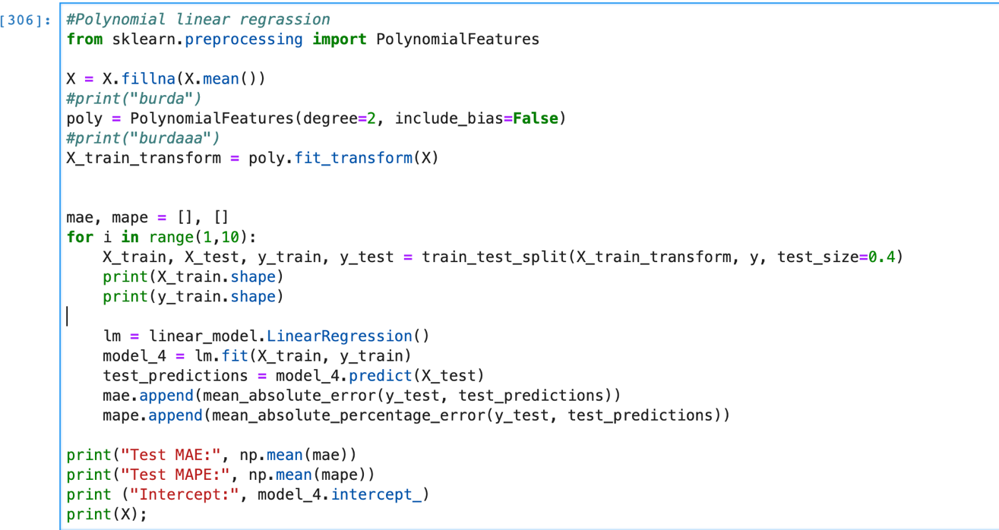 [306]: #Polynomial linear regrassion
from sklearn.preprocessing import PolynomialFeatures
X = X.fillna(X.mean())
#print("burda")
poly = PolynomialFeatures(degree=2, include_bias=False)
#print("burdaaa")
X_train_transform = poly.fit_transform(X)
mae, mape = [], []
for i in range(1,10):
    X_train, X_test, y_train, y_test = train_test_split(X_train_transform, y, test_size=0.4)
    print(X_train.shape)
    print(y_train.shape)
    lm = linear_model.LinearRegression()
    model_4 = lm.fit(X_train, y_train)
    test_predictions = model_4.predict(X_test)
    mae.append(mean_absolute_error(y_test, test_predictions))
    mape.append(mean_absolute_percentage_error(y_test, test_predictions))
print("Test MAE:", np.mean(mae))
print("Test MAPE:", np.mean(mape))
print ("Intercept:", model_4.intercept_)
print(X);